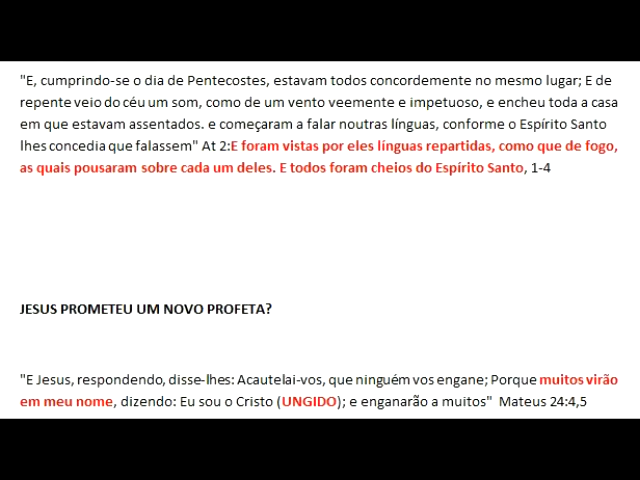 "E, cumprindo-se o dia de Pentecostes, estavam todos concordemente no mesmo lugar; E de
repente veio do céu um som, como de um vento veemente e impetuoso, e encheu toda a casa
em que estavam assentados. e começaram a falar noutras línguas, conforme o Espírito Santo
lhes concedia que falassem" At 2:E foram vistas por eles línguas repartidas, como que de fogo,
as quais pousaram sobre cada um deles. E todos foram cheios do Espírito Santo, 1-4
JESUS PROMETEU UM NOVO PROFETA?
"E Jesus, respondendo, disse-lhes: Acautelai-vos, que ninguém vos engane; Porque muitos virão
em meu nome, dizendo: Eu sou o Cristo (UNGIDO); e enganarão a muitos" Mateus 24:4,5